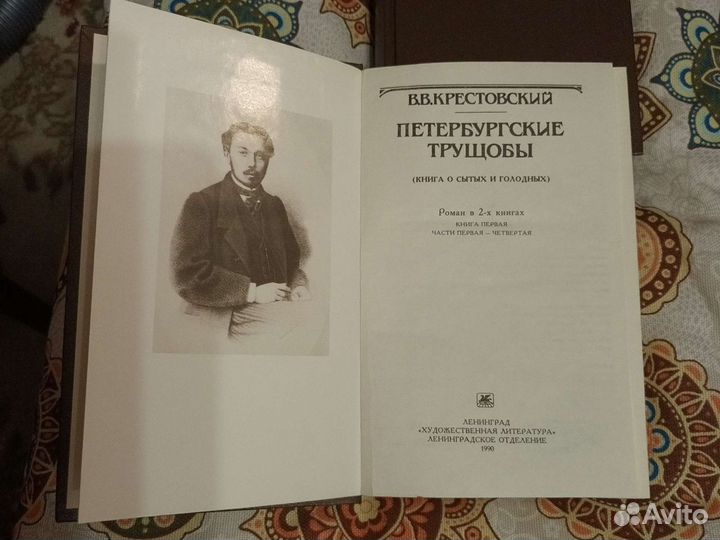 В.В.КРЕСТОВСКИЙ
ПЕТЕРБУРГСКИЕ
ТРУЩОБЫ
(КНИГА О СЫТЫХ И ГОЛОДНЫХ)
Роман в 2-х книгах
КНИГА ПЕРВАЯ
ЧАСТИ ПЕРВАЯ — ЧЕТВЕРТАЯ
ЛЕНИНГРАД
«ХУДОЖЕСТВЕННАЯ ЛИТЕРАТУРА»
ЛЕНИНГРАДСКОЕ ОТДЕЛЕНИЕ
1990
Avito